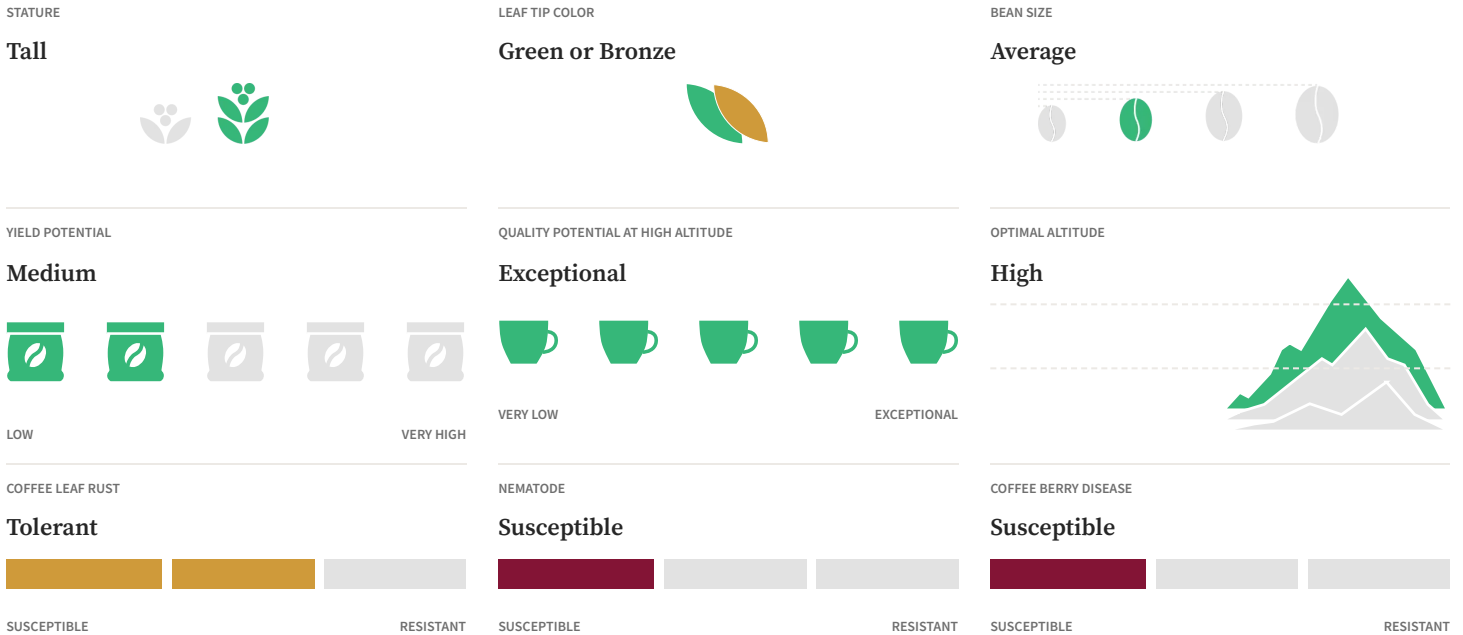 STATURE
Tall
LEAF TIP COLOR
Green or Bronze
BEAN SIZE
Average
YIELD POTENTIAL
Medium
LOW
VERY HIGH
QUALITY POTENTIAL AT HIGH ALTITUDE
Exceptional
VERY LOW
EXCEPTIONAL
OPTIMAL ALTITUDE
High
COFFEE LEAF RUST
Tolerant
SUSCEPTIBLE
RESISTANT
NEMATODE
Susceptible
SUSCEPTIBLE
RESISTANT
COFFEE BERRY DISEASE
Susceptible
SUSCEPTIBLE
RESISTANT